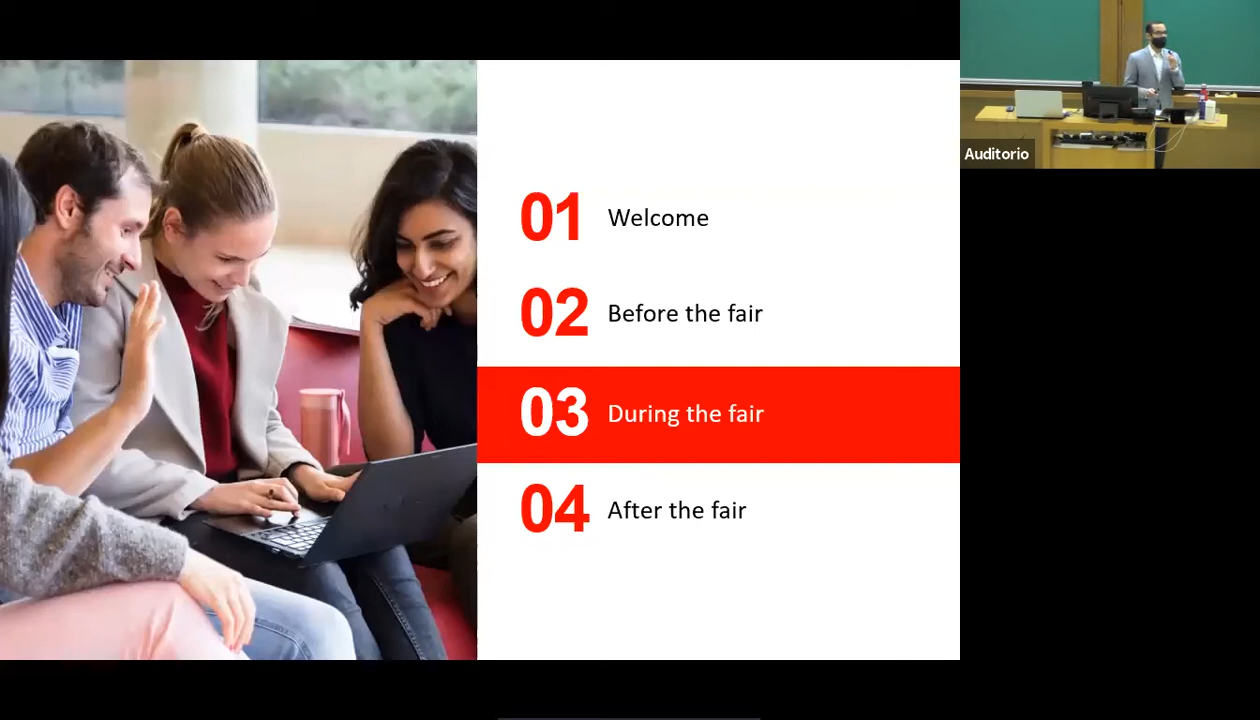 01 Welcome
02 Before the fair
03 During the fair
04 After the fair
Auditorio